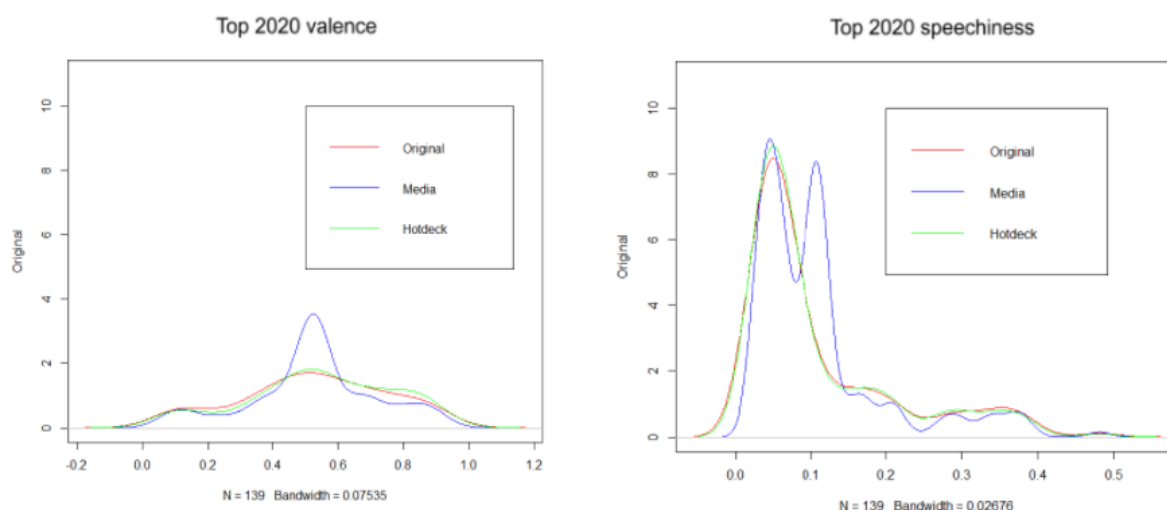 Top 2020 valence
Original
10
8
6
4
2
0
Original
Media
Hotdeck
-0.2 0.0 0.2 0.4 0.6 0.8 1.0 1.2
N = 139 Bandwidth = 0.07535
Top 2020 speechiness
Original
10
8
6
4
2
0
Original
Media
Hotdeck
0.0 0.1 0.2 0.3 0.4 0.5
N = 139 Bandwidth = 0.02676